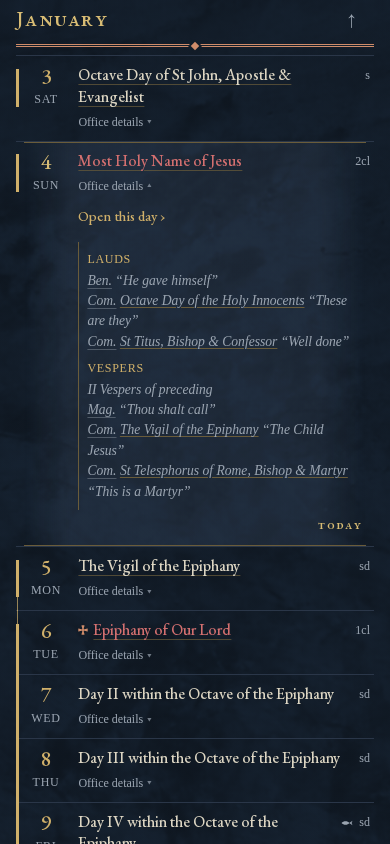 January
↑
3
SAT
Octave Day of St John, Apostle &
Evangelist
s
Office details ▾
4
SUN
Most Holy Name of Jesus
2cl
Office details ▴
Open this day ›
LAUDS
Ben. “He gave himself”
Com. Octave Day of the Holy Innocents “These
are they”
Com. St Titus, Bishop & Confessor “Well done”
VESPERS
II Vespers of preceding
Mag. “Thou shalt call”
Com. The Vigil of the Epiphany “The Child
Jesus”
Com. St Telesphorus of Rome, Bishop & Martyr
“This is a Martyr”
TODAY
5
MON
The Vigil of the Epiphany
sd
Office details ▾
6
TUE
✢ Epiphany of Our Lord
1cl
Office details ▾
7
WED
Day II within the Octave of the Epiphany
sd
Office details ▾
8
THU
Day III within the Octave of the Epiphany
sd
Office details ▾
9
FRI
Day IV within the Octave of the
Epiphany
sd